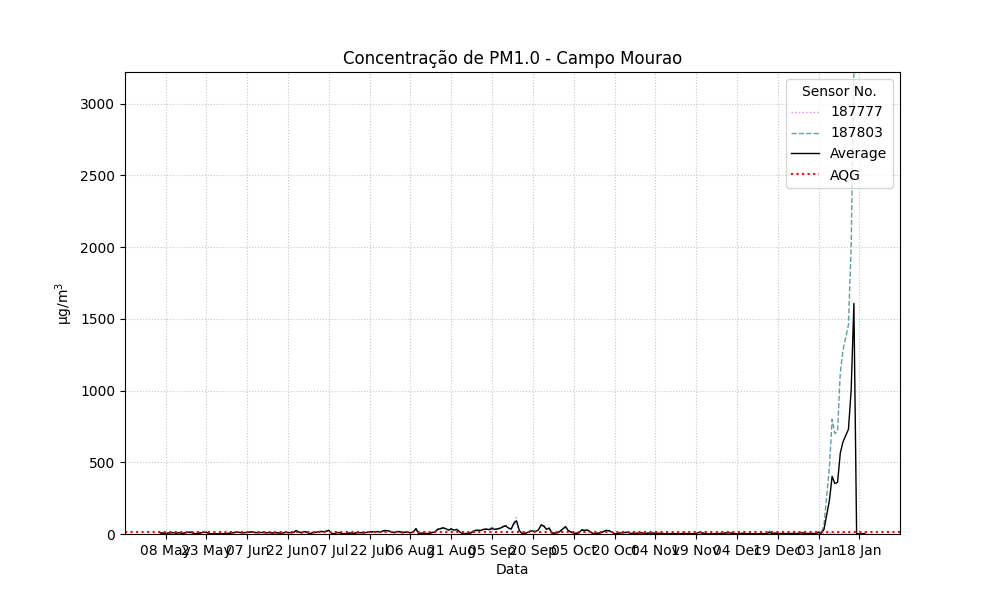 Concentração de PM1.0 - Campo Mourao
Sensor No.
187777
187803
Average
AQG
3000
2500
2000
1500
1000
500
0
µg/m³
08 May 23 May 07 Jun 22 Jun 07 Jul 22 Jul 06 Aug 21 Aug 05 Sep 20 Sep 05 Oct 20 Oct 04 Nov 19 Nov 04 Dec 19 Dec 03 Jan 18 Jan
Data